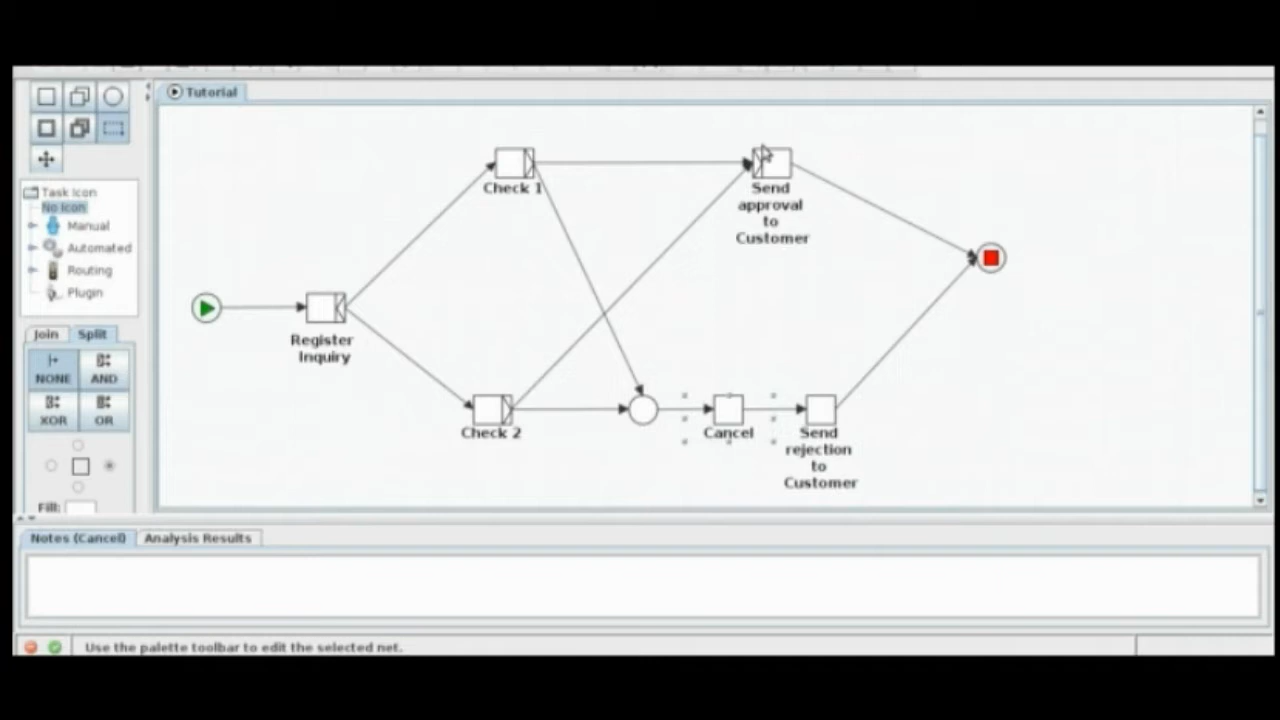 Tutorial
Task Icon
No Icon
Manual
Automated
Routing
Plugin
Join Split
NONE AND
XOR OR
Fill:
Check 1
Send
approval
to
Customer
Register
Inquiry
Check 2
Cancel
Send
rejection
to
Customer
Notes (Cancel) Analysis Results
Use the palette toolbar to edit the selected net.